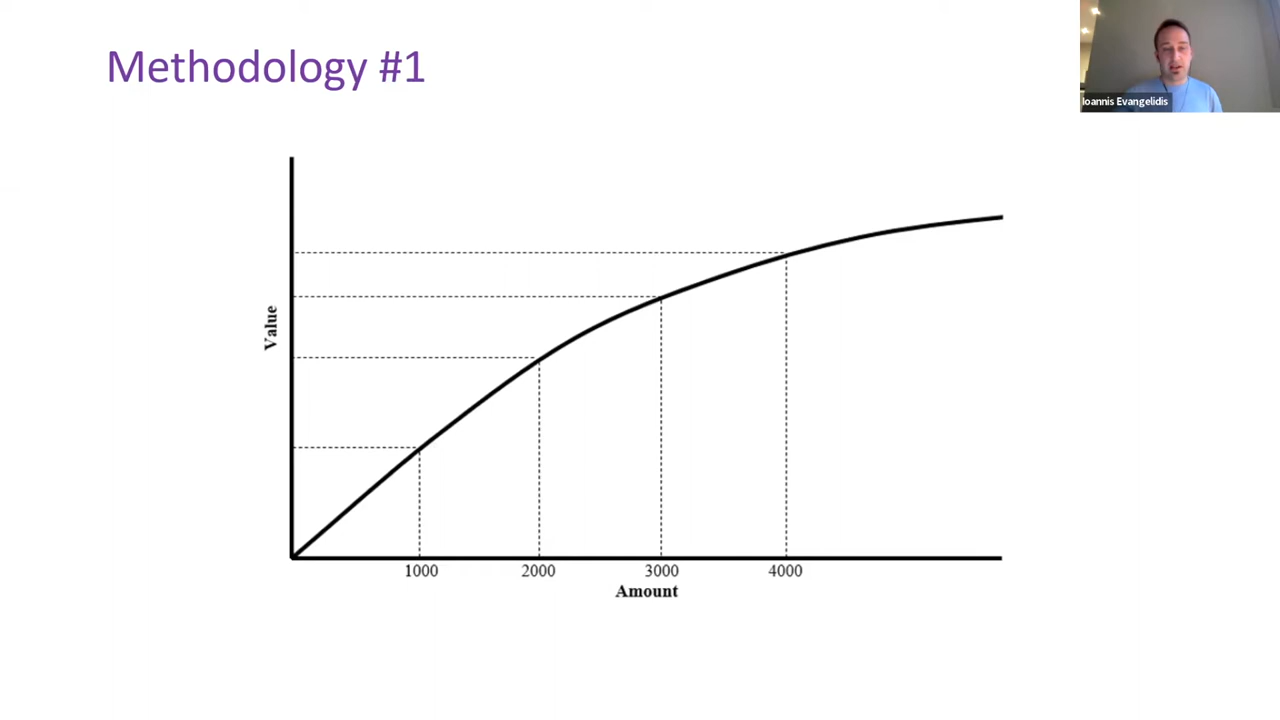 Methodology #1
Ioannis Evangelidis
Value
1000 2000 3000 4000
Amount